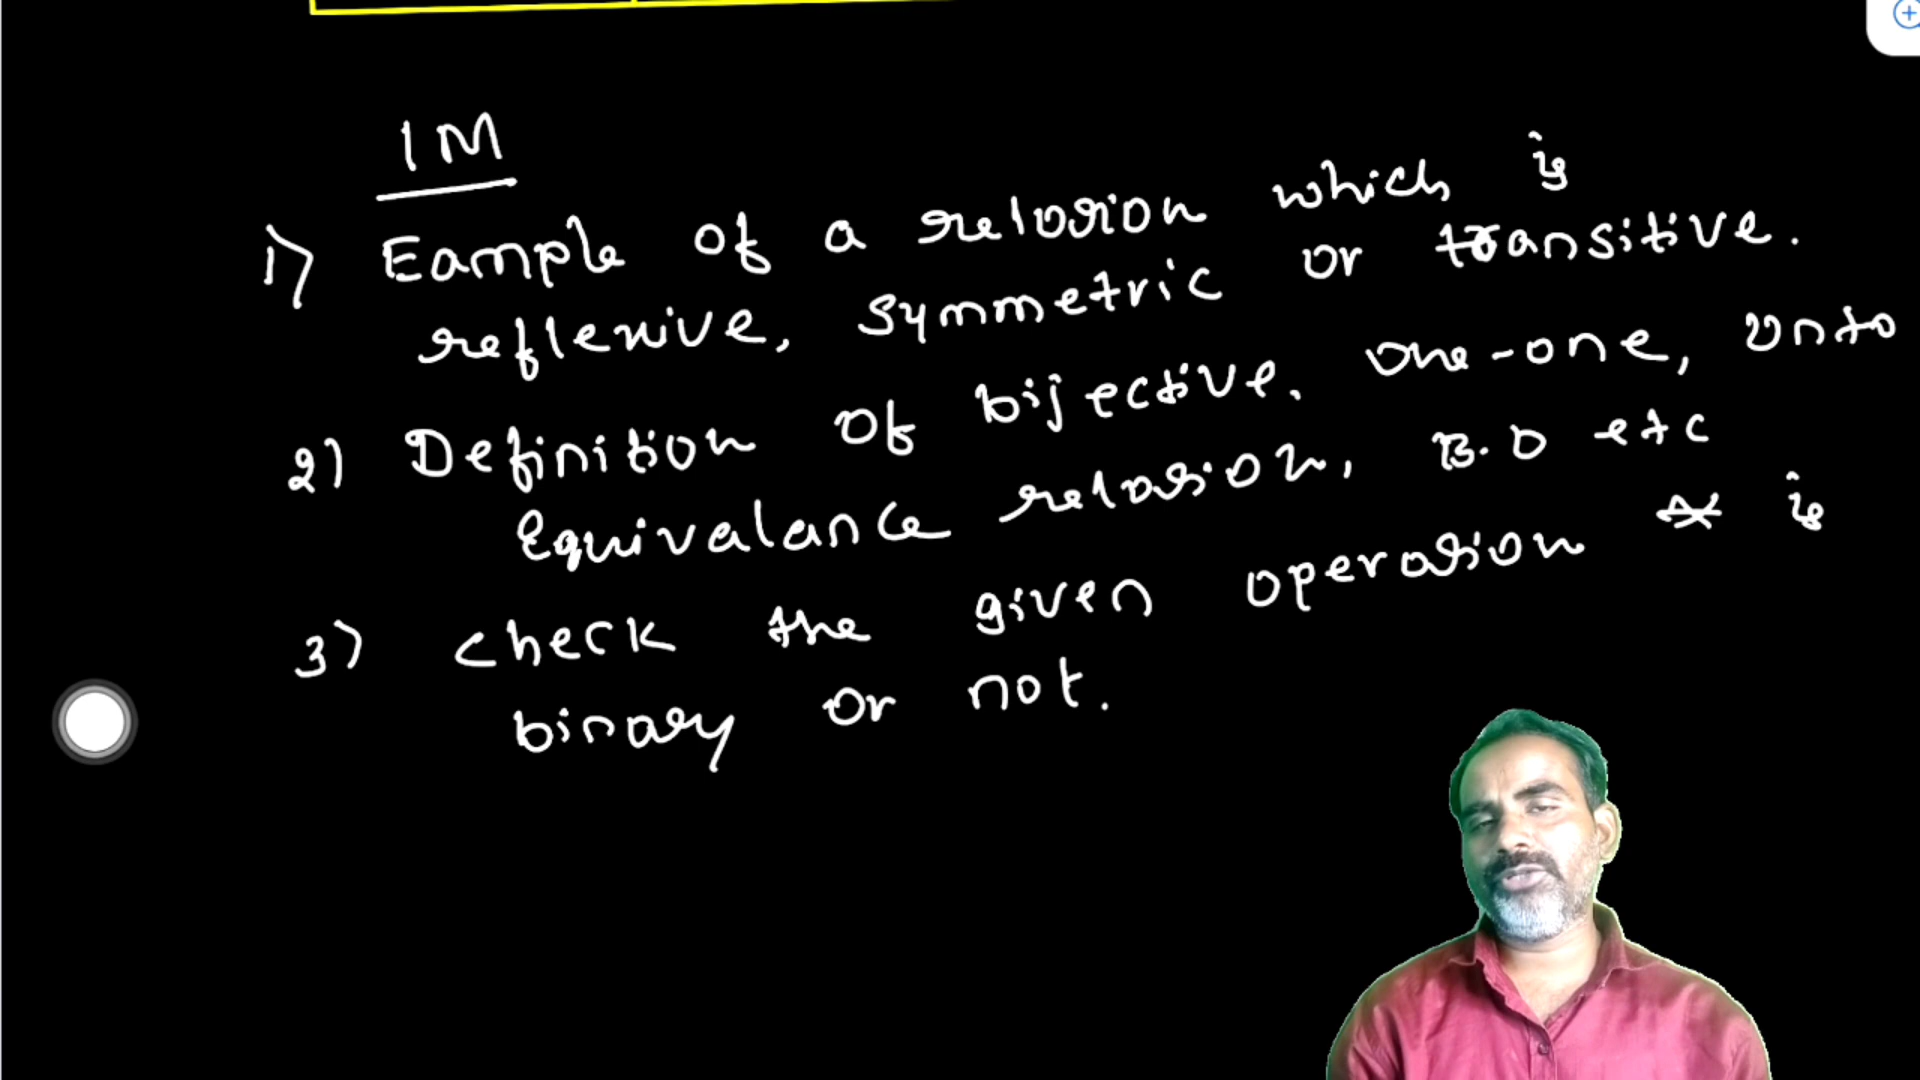 1M
1) Eample of a relation which is
reflexive, symmetric or transitive.
2) Definition of bijective, one-one, onto
Equivalance relation, B.O etc
3) check the given operation * is
binary or not.